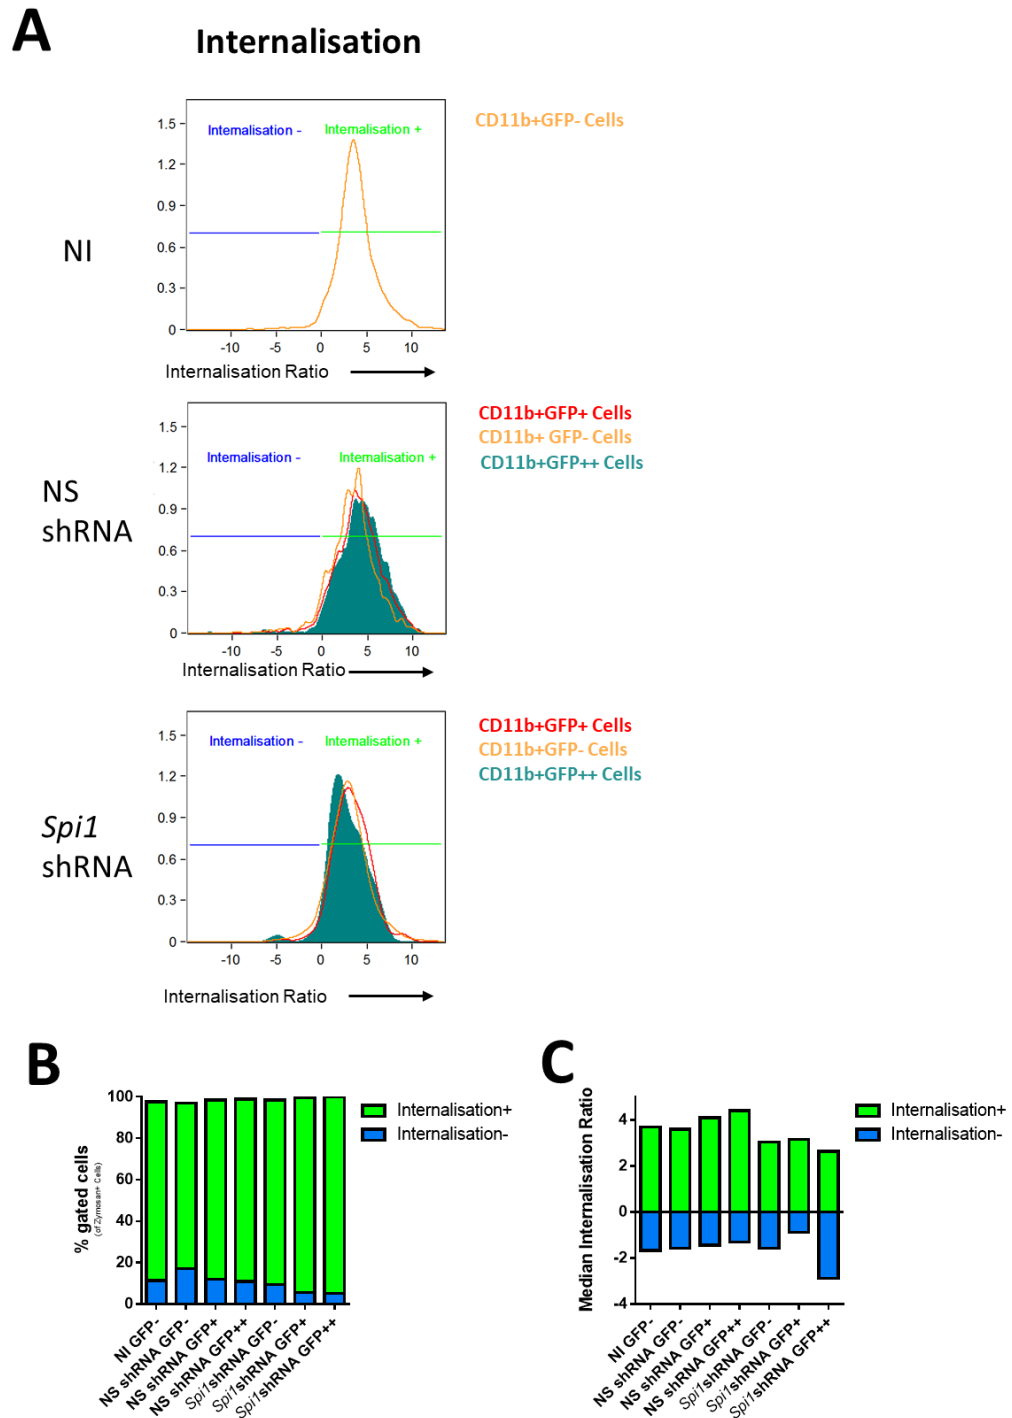 A
Internalisation
NI
1.5
1.2
0.9
0.6
0.3
0
Internalisation -
Internalisation +
-10
-5
0
5
10
Internalisation Ratio
CD11b+GFP- Cells
NS
shRNA
1.5
1.2
0.9
0.6
0.3
0
Internalisation -
Internalisation +
-10
-5
0
5
10
Internalisation Ratio
CD11b+GFP+ Cells
CD11b+ GFP- Cells
CD11b+GFP++ Cells
Spi1
shRNA
1.5
1.2
0.9
0.6
0.3
0
Internalisation -
Internalisation +
-10
-5
0
5
10
Internalisation Ratio
CD11b+GFP+ Cells
CD11b+GFP- Cells
CD11b+GFP++ Cells
B
% gated cells
(of Zymosan+ Cells)
100
80
60
40
20
0
NI GFP-
NS shRNA GFP-
NS shRNA GFP+
NS shRNA GFP++
Spi1shRNA GFP-
Spi1shRNA GFP+
Spi1shRNA GFP++
Internalisation+
Internalisation-
C
Median Internalisation Ratio
4
2
0
-2
-4
NI GFP-
NS shRNA GFP-
NS shRNA GFP+
NS shRNA GFP++
Spi1shRNA GFP-
Spi1shRNA GFP+
Spi1shRNA GFP++
Internalisation+
Internalisation-